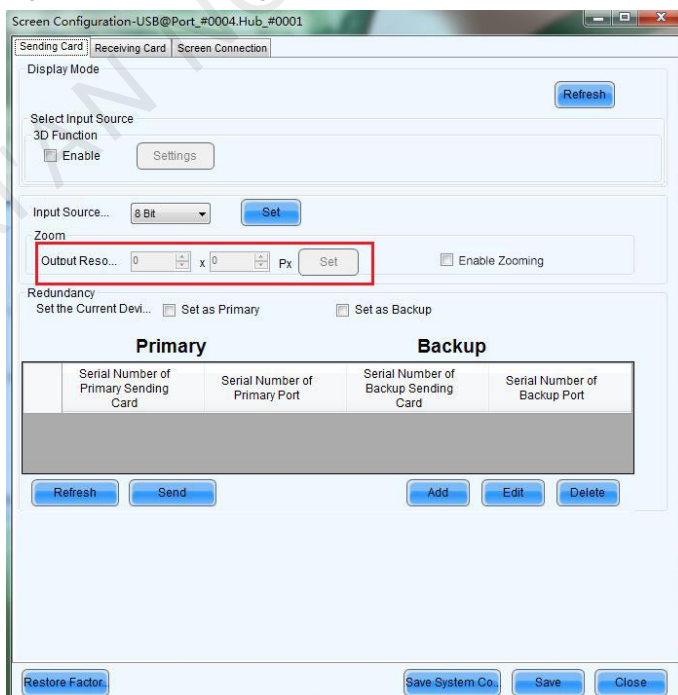 Screen Configuration-USB@Port_#0004.Hub_#0001
Sending Card Receiving Card Screen Connection
Display Mode
Refresh
Select Input Source
3D Function
Enable Settings
Input Source... 8 Bit Set
Zoom
Output Reso... 0 x 0 Px Set Enable Zooming
Redundancy
Set the Current Devi... Set as Primary Set as Backup
Primary Backup
Serial Number of Primary Sending Card
Serial Number of Primary Port
Serial Number of Backup Sending Card
Serial Number of Backup Port
Refresh Send Add Edit Delete
Restore Factor... Save System Co... Save Close